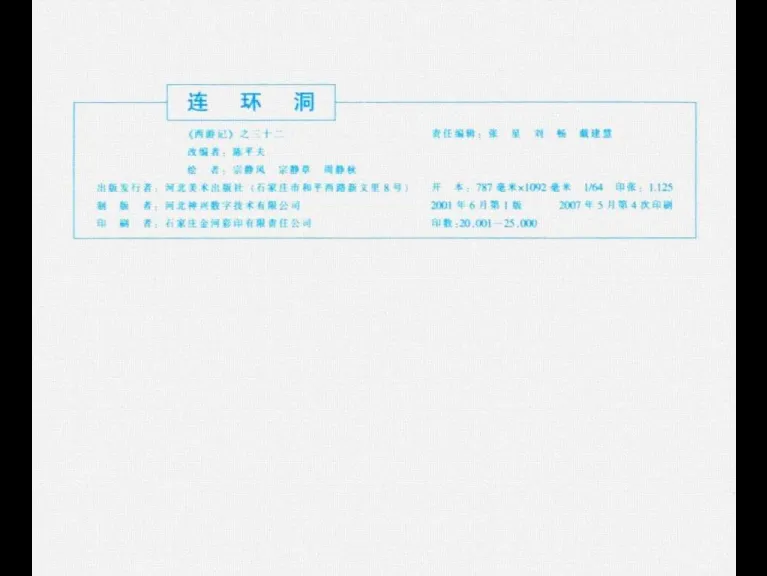 连环洞
《西游记》之三十二
改编者：陈平夫
绘 者：宗静风 宗静草 周静秋
责任编辑：张 星 刘 畅 戴建慧
出版发行者：河北美术出版社（石家庄市和平西路新文里8号）
制 版 者：河北神兴数字技术有限公司
印 刷 者：石家庄金河彩印有限责任公司
开 本：787毫米×1092毫米 1/64 印张：1.125
2001年6月第1版 2007年5月第4次印刷
印数：20,001－25,000